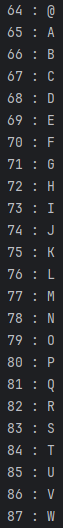 64 : @
65 : A
66 : B
67 : C
68 : D
69 : E
70 : F
71 : G
72 : H
73 : I
74 : J
75 : K
76 : L
77 : M
78 : N
79 : O
80 : P
81 : Q
82 : R
83 : S
84 : T
85 : U
86 : V
87 : W